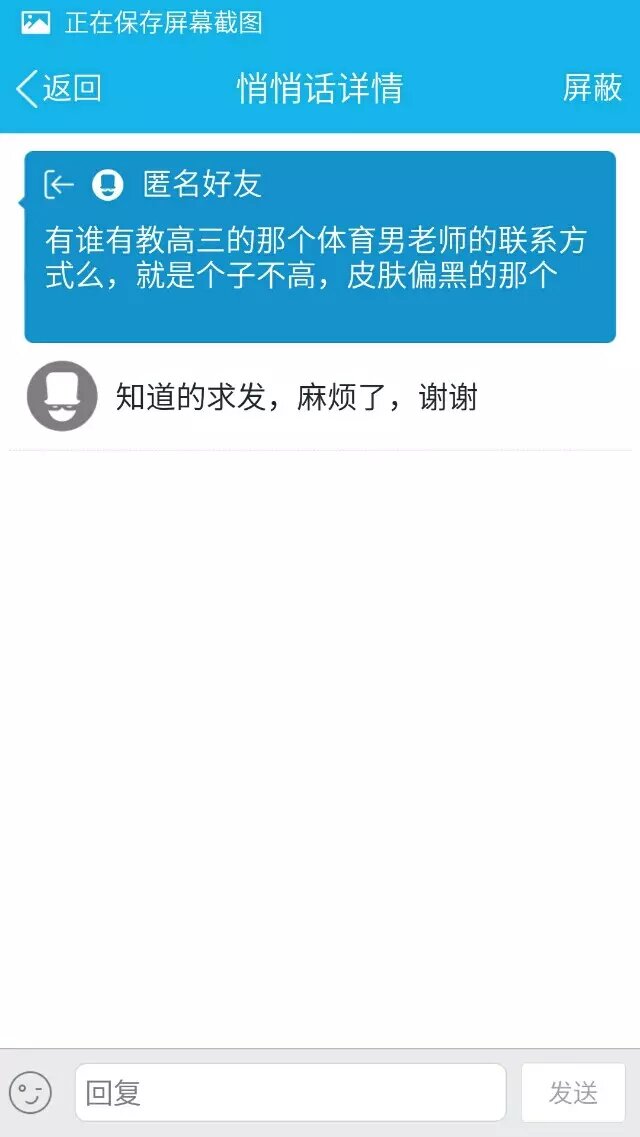 正在保存屏幕截图
返回 悄悄话详情 屏蔽
匿名好友
有谁有教高三的那个体育男老师的联系方
式么，就是个子不高，皮肤偏黑的那个
知道的求发，麻烦了，谢谢
回复 发送